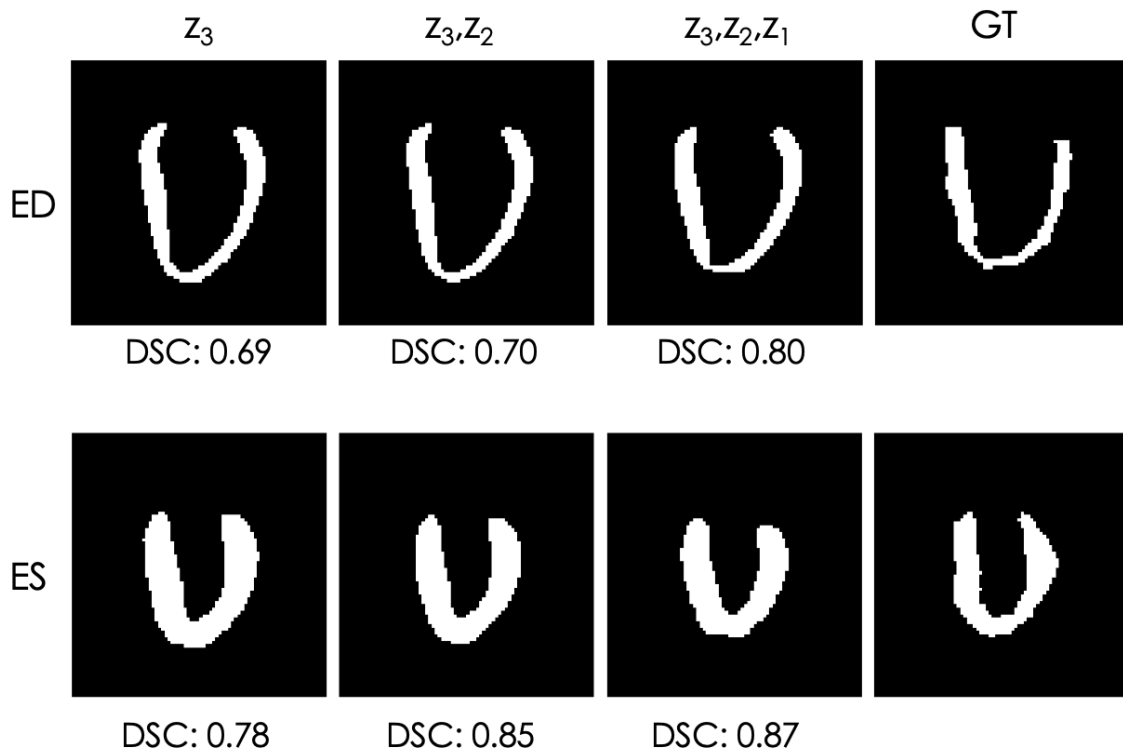 z₃ z₃,z₂ z₃,z₂,z₁ GT
ED
DSC: 0.69 DSC: 0.70 DSC: 0.80
ES
DSC: 0.78 DSC: 0.85 DSC: 0.87